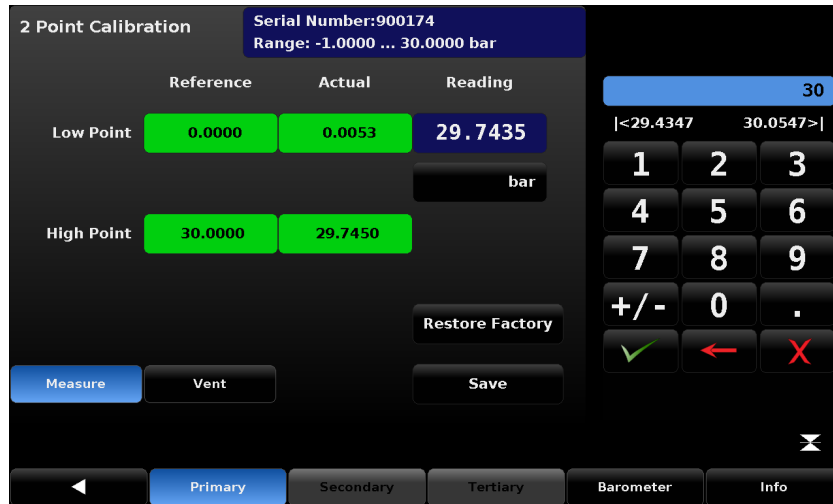 2 Point Calibration
Serial Number:900174
Range: -1.0000 ... 30.0000 bar
Reference Actual Reading
Low Point 0.0000 0.0053 29.7435
bar
High Point 30.0000 29.7450
Restore Factory
Measure Vent Save
30
|<29.4347 30.0547>|
1 2 3
4 5 6
7 8 9
+/- 0 .
X
Primary Secondary Tertiary Barometer Info